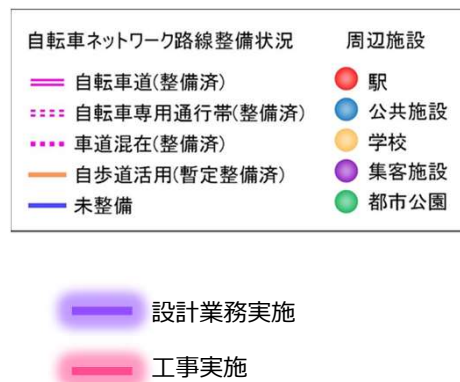 自転車ネットワーク路線整備状況
自転車道(整備済)
自転車専用通行帯(整備済)
車道混在(整備済)
自歩道活用(暫定整備済)
未整備
周辺施設
駅
公共施設
学校
集客施設
都市公園
設計業務実施
工事実施